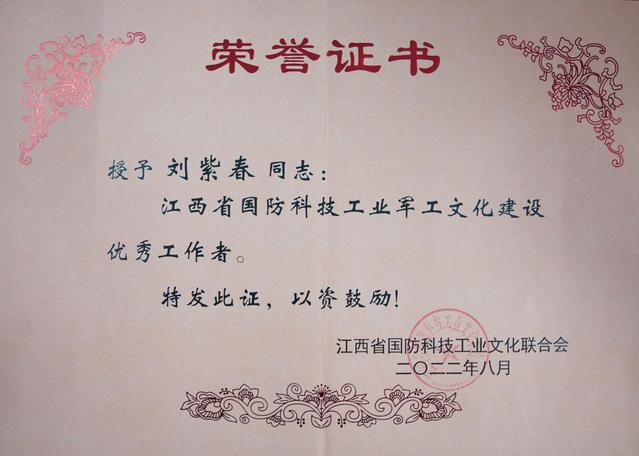 荣誉证书
授予 刘紫春 同志：
江西省国防科技工业军工文化建设
优秀工作者。
特发此证，以资鼓励！
江西省国防科技工业文化联合会
二〇二二年八月